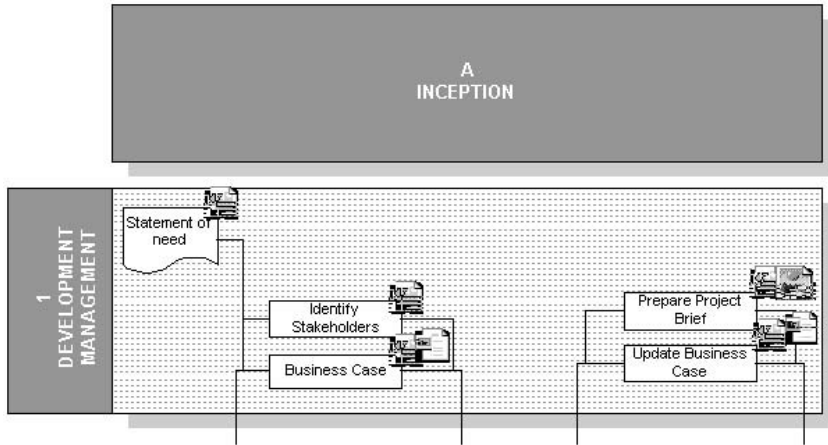 A
INCEPTION
1
DEVELOPMENT
MANAGEMENT
Statement of
need
Identify
Stakeholders
Business Case
Prepare Project
Brief
Update Business
Case